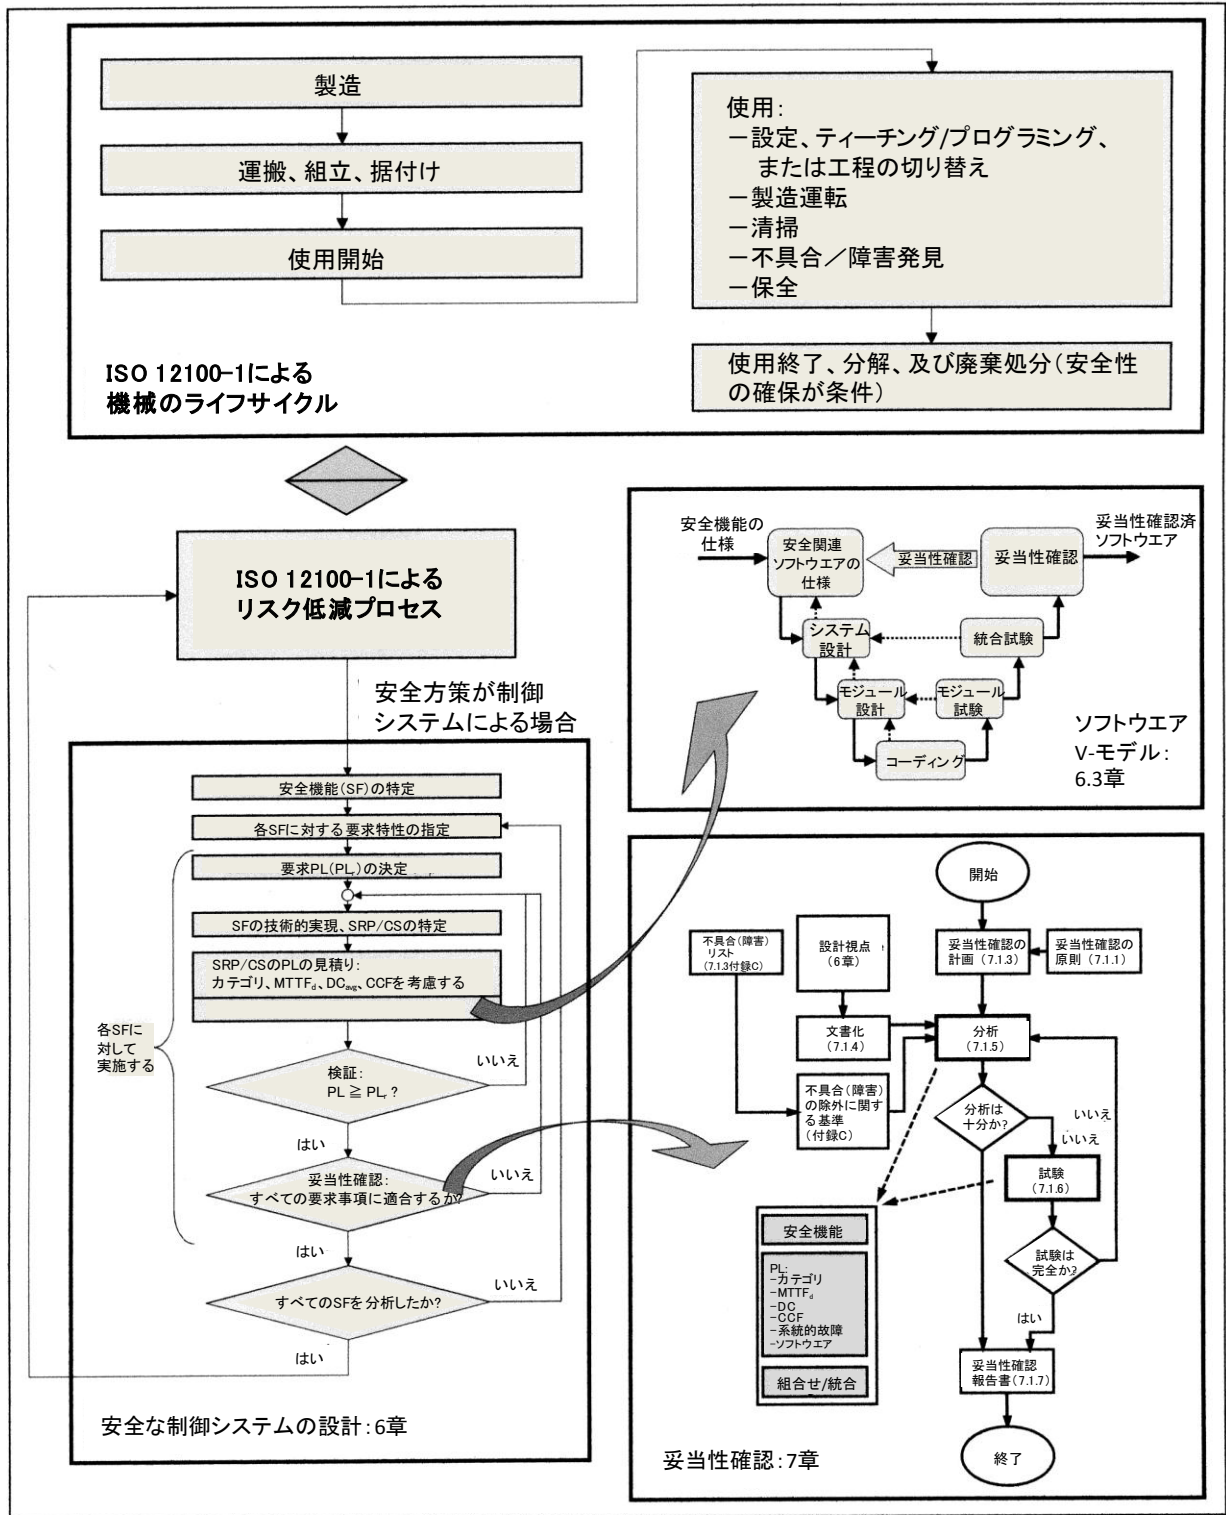 製造
運搬、組立、据付け
使用開始
使用:
－設定、ティーチング/プログラミング、
または工程の切り替え
－製造運転
－清掃
－不具合／障害発見
－保全
使用終了、分解、及び廃棄処分(安全性
の確保が条件)
ISO 12100-1による
機械のライフサイクル
ISO 12100-1による
リスク低減プロセス
安全方策が制御
システムによる場合
安全機能(SF)の特定
各SFに対する要求特性の指定
要求PL(PLr)の決定
SFの技術的実現、SRP/CSの特定
SRP/CSのPLの見積り:
カテゴリ、MTTFd、DCavg、CCFを考慮する
各SFに
対して
実施する
検証:
PL ≧ PLr ?
いいえ
はい
妥当性確認:
すべての要求事項に適合するか?
いいえ
はい
すべてのSFを分析したか?
いいえ
はい
安全な制御システムの設計:6章
安全機能の
仕様
安全関連
ソフトウエアの
仕様
妥当性確認
妥当性確認
妥当性確認済
ソフトウエア
システム
設計
統合試験
モジュール
設計
モジュール
試験
コーディング
ソフトウエア
V-モデル:
6.3章
開始
不具合(障害)
リスト
(7.1.3付録C)
設計視点
(6章)
妥当性確認の
計画(7.1.3)
妥当性確認の
原則(7.1.1)
文書化
(7.1.4)
分析
(7.1.5)
不具合(障害)
の除外に関す
る基準
(付録C)
分析は
十分か?
いいえ
いいえ
試験
(7.1.6)
安全機能
PL:
-カテゴリ
-MTTFd
-DC
-CCF
-系統的故障
-ソフトウエア
組合せ/統合
試験は
完全か?
はい
妥当性確認
報告書(7.1.7)
終了
妥当性確認:7章